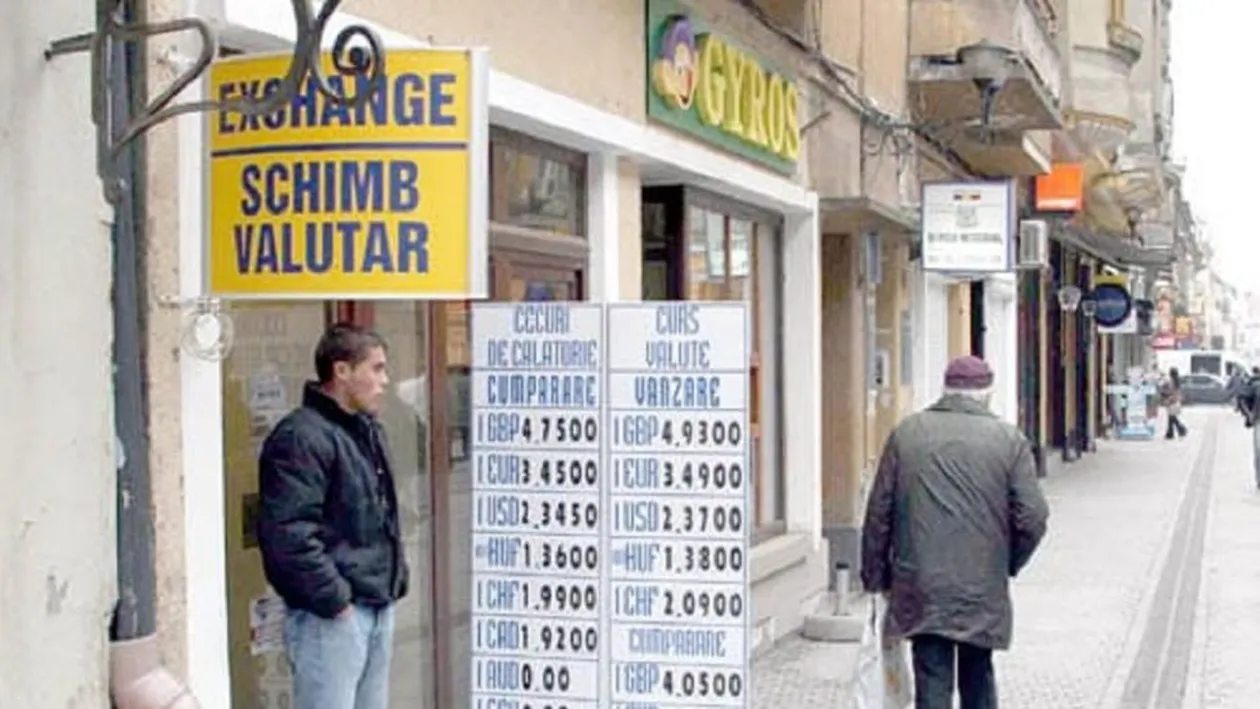 EXCHANGE
SCHIMB
VALUTAR
GYROS
CECURI
DE CALATORIE
CUMPARARE
1 GBP 4,7500
1 EUR 3,4500
1 USD 2,3450
HUF 1,3600
1 CHF 1,9900
1 CAD 1,9200
1 AUD 0,00
CURS
VALUTE
VANZARE
1 GBP 4,9300
1 EUR 3,4900
1 USD 2,3700
HUF 1,3800
1 CHF 2,0900
CUMPARARE
1 GBP 4,0500